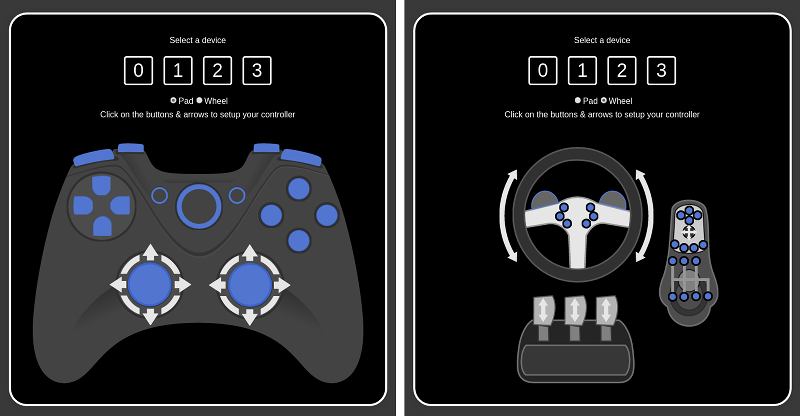 Select a device
0 1 2 3
Pad Wheel
Click on the buttons & arrows to setup your controller
Select a device
0 1 2 3
Pad Wheel
Click on the buttons & arrows to setup your controller